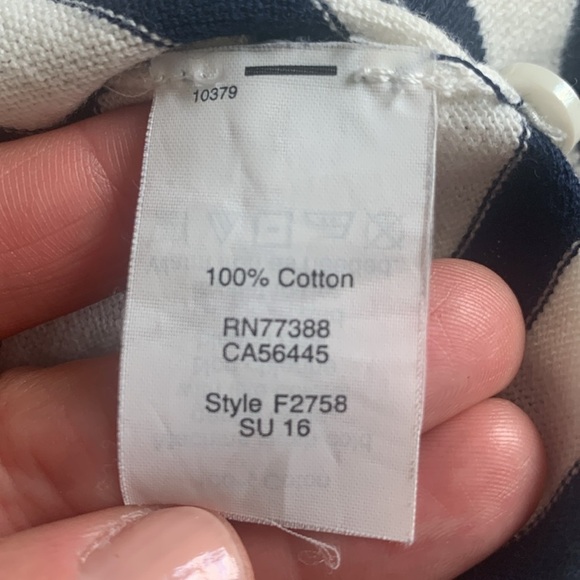 10379
100% Cotton
RN77388
CA56445
Style F2758
SU 16